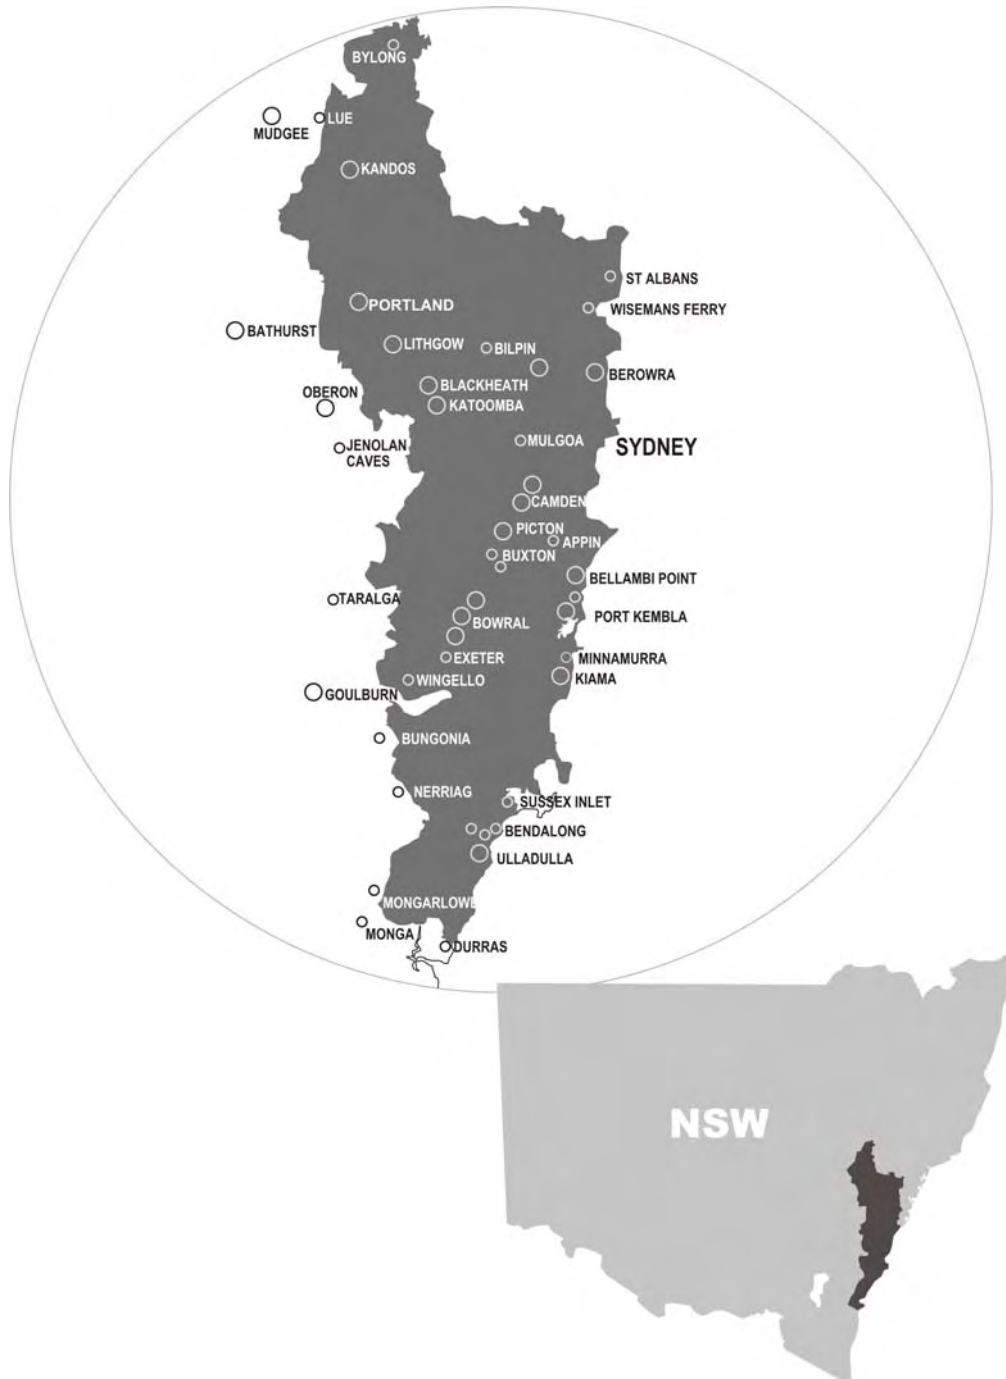 BYLONG
LUE
MUDGEE
KANDOS
ST ALBANS
PORTLAND
WISEMANS FERRY
BATHURST
LITHGOW
BILPIN
BEROWRA
BLACKHEATH
OBERON
KATOOMBA
MULGOA
SYDNEY
JENOLAN
CAVES
CAMDEN
PICTON
APPIN
BUXTON
BELLAMBI POINT
TARALGA
PORT KEMBLA
BOWRAL
EXETER
MINNAMURRA
WINGELLO
KIAMA
GOULBURN
BUNGONIA
NERRIAG
SUSSEX INLET
BENDALONG
ULLADULLA
MONGARLOWE
MONGA
DURRAS
NSW